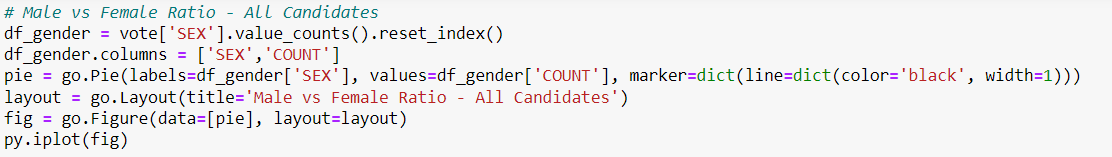 # Male vs Female Ratio - All Candidates
df_gender = vote['SEX'].value_counts().reset_index()
df_gender.columns = ['SEX','COUNT']
pie = go.Pie(labels=df_gender['SEX'], values=df_gender['COUNT'], marker=dict(line=dict(color='black', width=1)))
layout = go.Layout(title='Male vs Female Ratio - All Candidates')
fig = go.Figure(data=[pie], layout=layout)
py.iplot(fig)